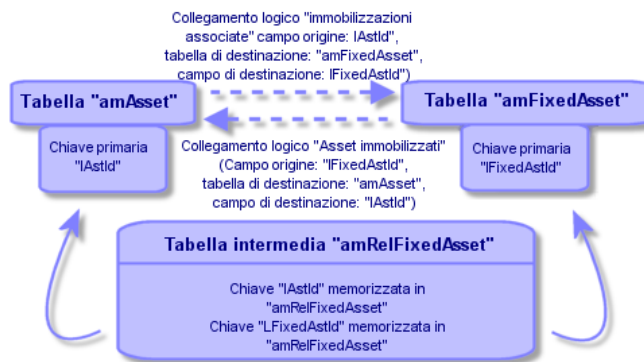 Collegamento logico "immobilizzazioni
associate" campo origine: lAstId",
tabella di destinazione: "amFixedAsset",
campo di destinazione: lFixedAstId")
Tabella "amAsset"
Tabella "amFixedAsset"
Chiave primaria
"lAstId"
Collegamento logico "Asset immobilizzati"
(Campo origine: "lFixedAstId",
tabella di destinazione: "amAsset",
campo di destinazione: "lAstId")
Chiave primaria
"lFixedAstId"
Tabella intermedia "amRelFixedAsset"
Chiave "lAstId" memorizzata in
"amRelFixedAsset"
Chiave "LFixedAstId" memorizzata in
"amRelFixedAsset"